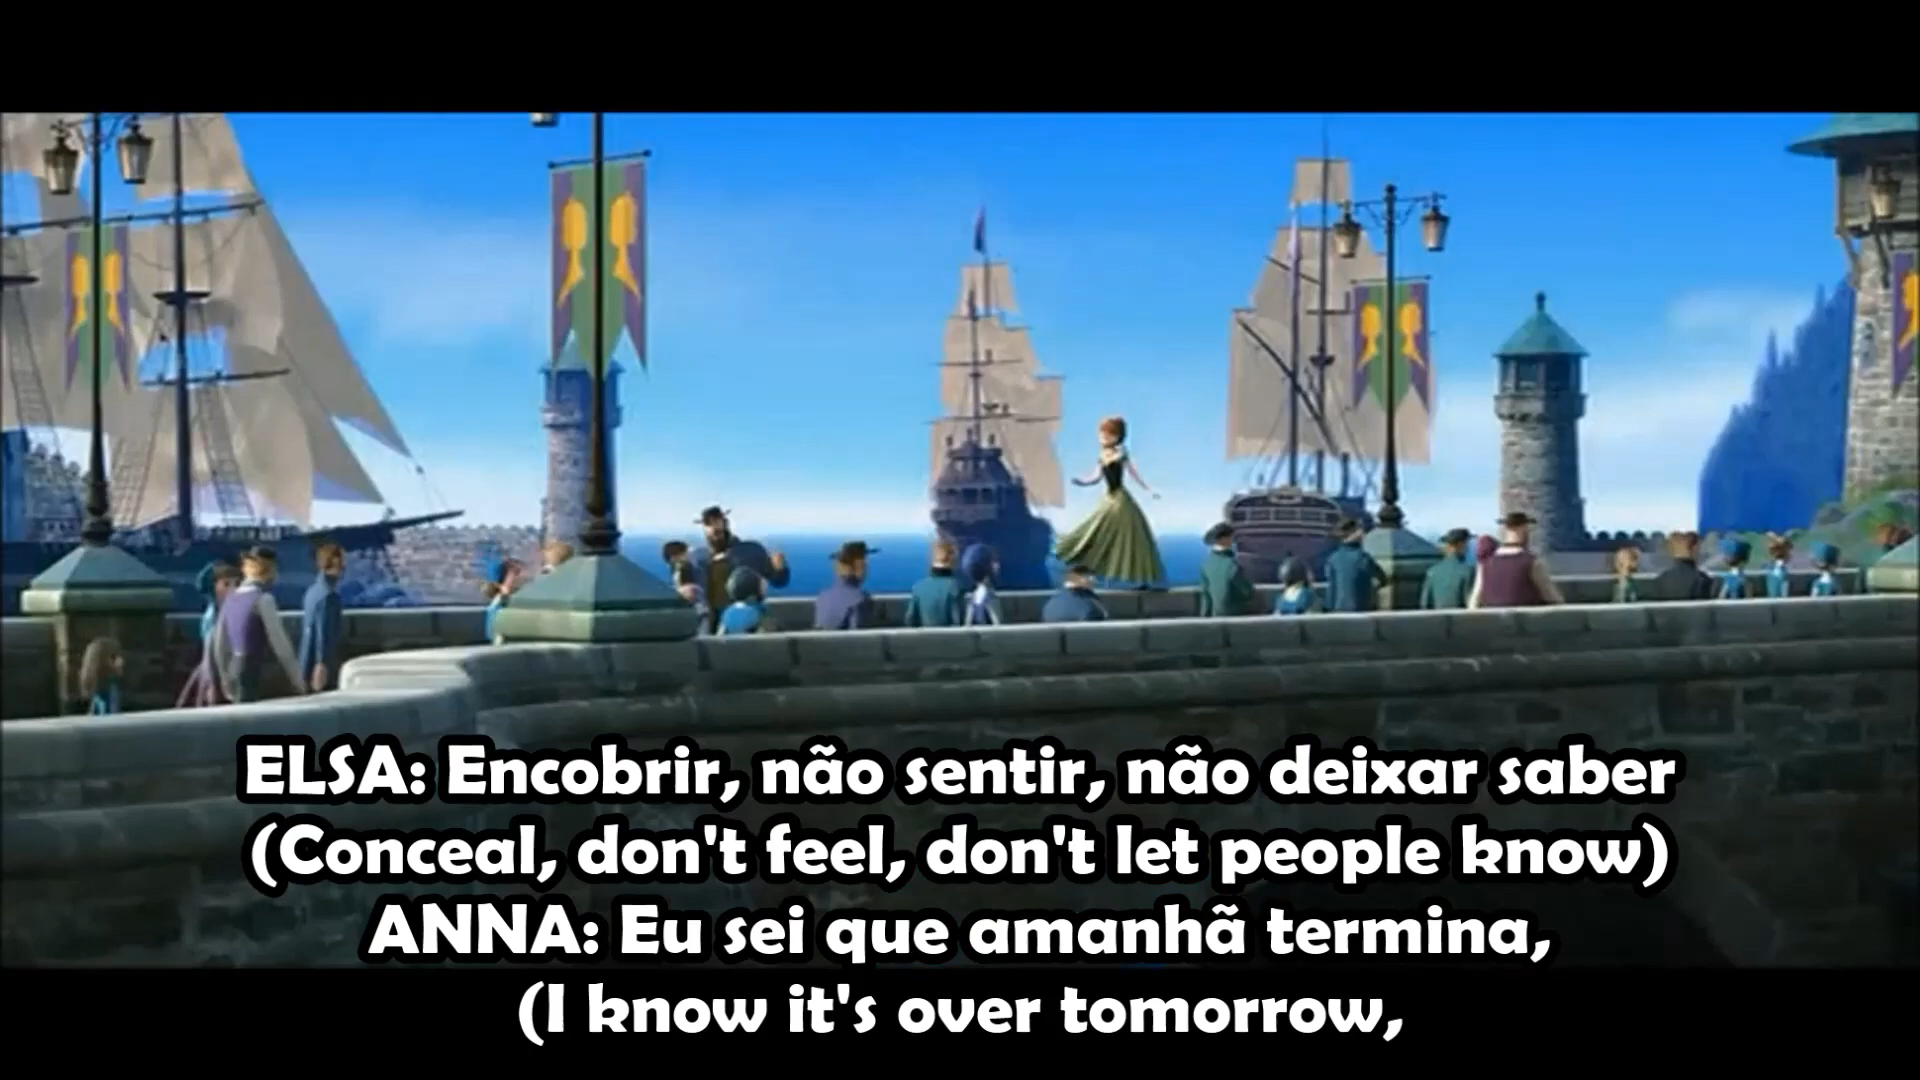 ELSA: Encobrir, não sentir, não deixar saber
(Conceal, don't feel, don't let people know)
ANNA: Eu sei que amanhã termina,
(I know it's over tomorrow,